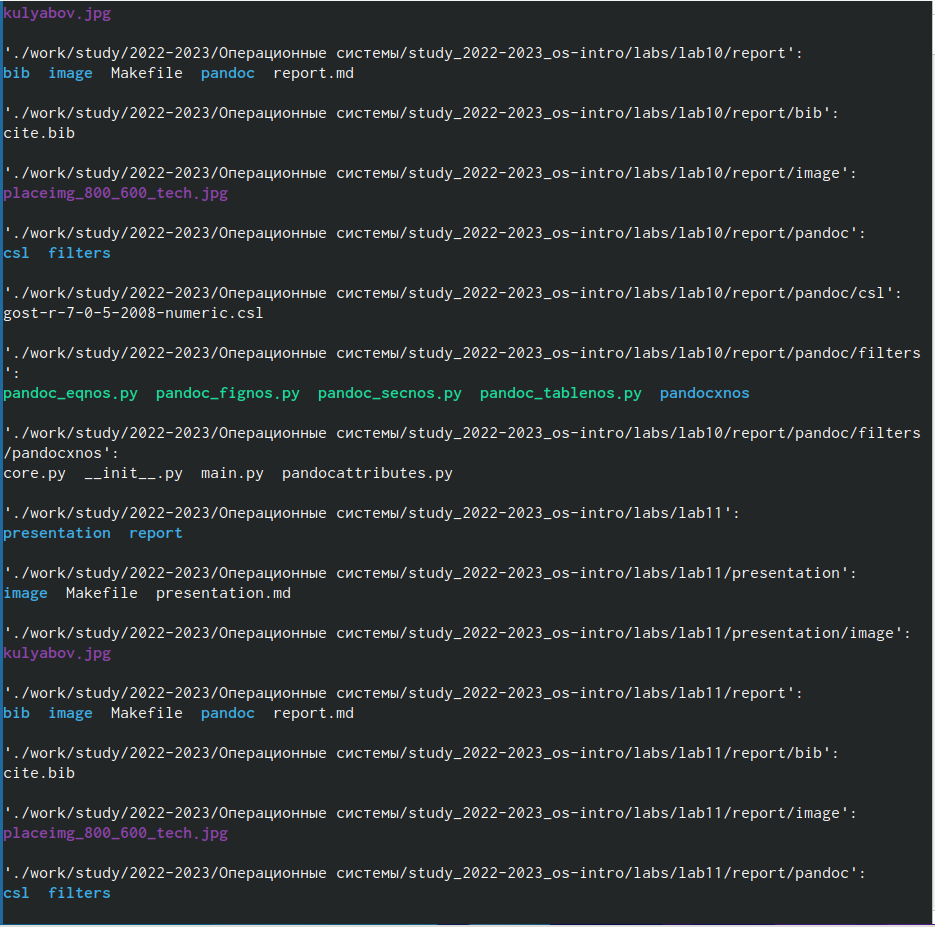 kulyabov.jpg
'./work/study/2022-2023/Операционные системы/study_2022-2023_os-intro/labs/lab10/report':
bib  image  Makefile  pandoc  report.md
'./work/study/2022-2023/Операционные системы/study_2022-2023_os-intro/labs/lab10/report/bib':
cite.bib
'./work/study/2022-2023/Операционные системы/study_2022-2023_os-intro/labs/lab10/report/image':
placeimg_800_600_tech.jpg
'./work/study/2022-2023/Операционные системы/study_2022-2023_os-intro/labs/lab10/report/pandoc':
csl  filters
'./work/study/2022-2023/Операционные системы/study_2022-2023_os-intro/labs/lab10/report/pandoc/csl':
gost-r-7-0-5-2008-numeric.csl
'./work/study/2022-2023/Операционные системы/study_2022-2023_os-intro/labs/lab10/report/pandoc/filters
':
pandoc_eqnos.py  pandoc_fignos.py  pandoc_secnos.py  pandoc_tablenos.py  pandocxnos
'./work/study/2022-2023/Операционные системы/study_2022-2023_os-intro/labs/lab10/report/pandoc/filters
/pandocxnos':
core.py  __init__.py  main.py  pandocattributes.py
'./work/study/2022-2023/Операционные системы/study_2022-2023_os-intro/labs/lab11':
presentation  report
'./work/study/2022-2023/Операционные системы/study_2022-2023_os-intro/labs/lab11/presentation':
image  Makefile  presentation.md
'./work/study/2022-2023/Операционные системы/study_2022-2023_os-intro/labs/lab11/presentation/image':
kulyabov.jpg
'./work/study/2022-2023/Операционные системы/study_2022-2023_os-intro/labs/lab11/report':
bib  image  Makefile  pandoc  report.md
'./work/study/2022-2023/Операционные системы/study_2022-2023_os-intro/labs/lab11/report/bib':
cite.bib
'./work/study/2022-2023/Операционные системы/study_2022-2023_os-intro/labs/lab11/report/image':
placeimg_800_600_tech.jpg
'./work/study/2022-2023/Операционные системы/study_2022-2023_os-intro/labs/lab11/report/pandoc':
csl  filters